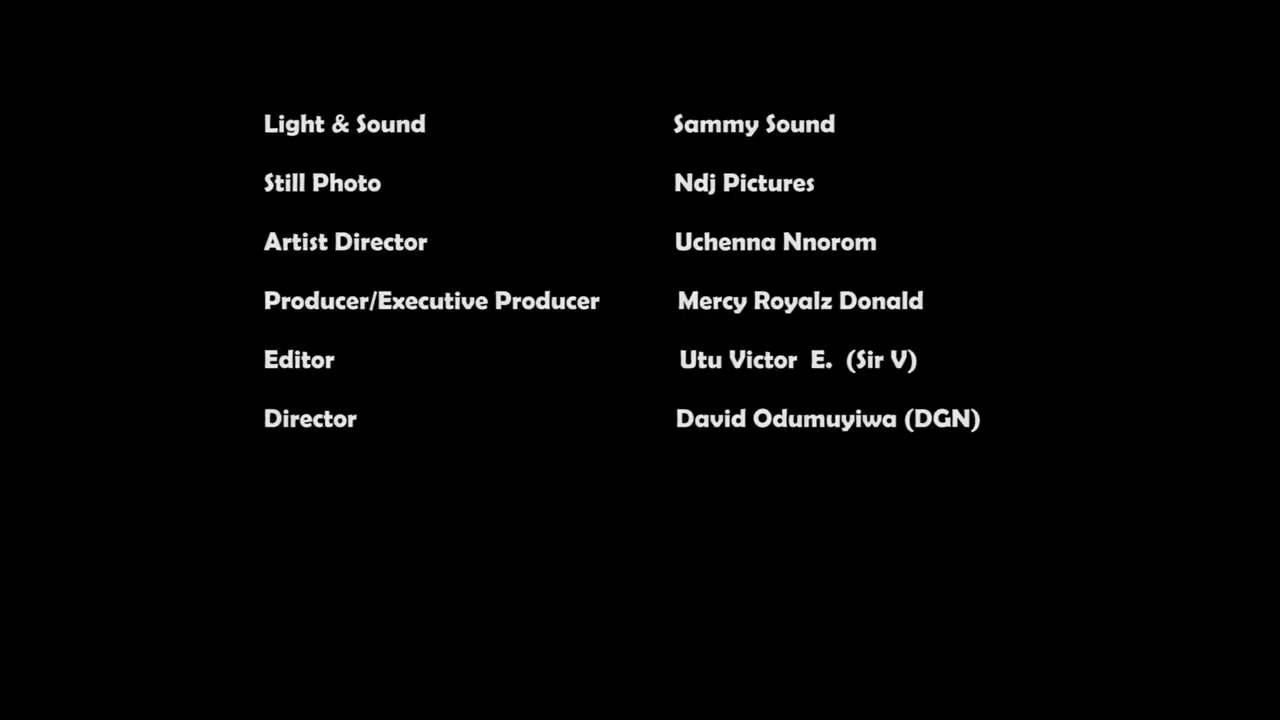 Light & Sound Sammy Sound
Still Photo Ndj Pictures
Artist Director Uchenna Nnorom
Producer/Executive Producer Mercy Royalz Donald
Editor Utu Victor E. (Sir V)
Director David Odumuyiwa (DGN)